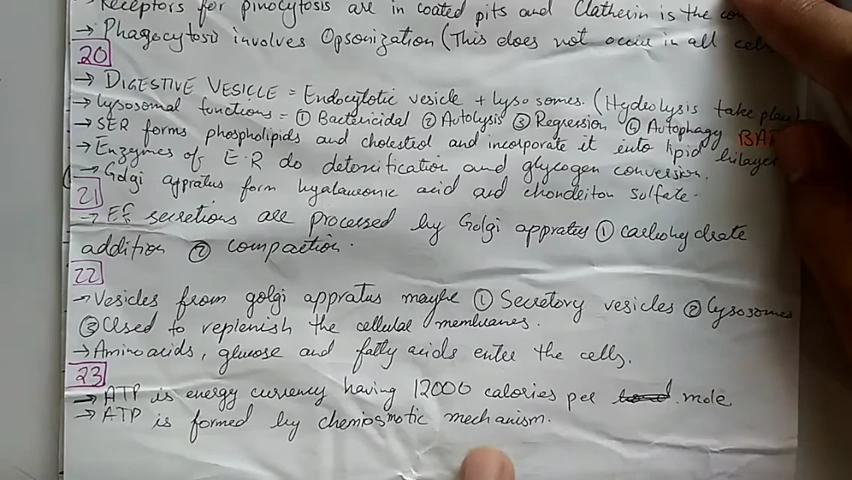 Receptors for pinocytosis are in coated pits and Clathrin is the
→ Phagocytosis involves Opsonization (This does not occur in all
20
→ DIGESTIVE VESICLE = Endocytotic vesicle + lysosomes. (Hydrolysis take place)
→ Lysosomal functions = ① Bactericidal ② Autolysis ③ Regression ④ Autophagy
→ SER forms phospholipids and cholestrol and incorporate it into lipid bilayer
→ Enzymes of E.R do detoxification and glycogen conversion.
→ Golgi appratus form hyalauronic acid and chondeiton sulfate.
21
→ secretions are processed by Golgi appratus ① carbohydrate
addition ② compaction.
22
→ Vesicles from golgi appratus maybe ① Secretory vesicles ② Lysosomes
③ Used to replenish the cellular membranes.
→ Amino acids, glucose and fatty acids enter the cells.
23
→ ATP is energy currency having 12000 calories per mole
→ ATP is formed by chemiosmotic mechanism.